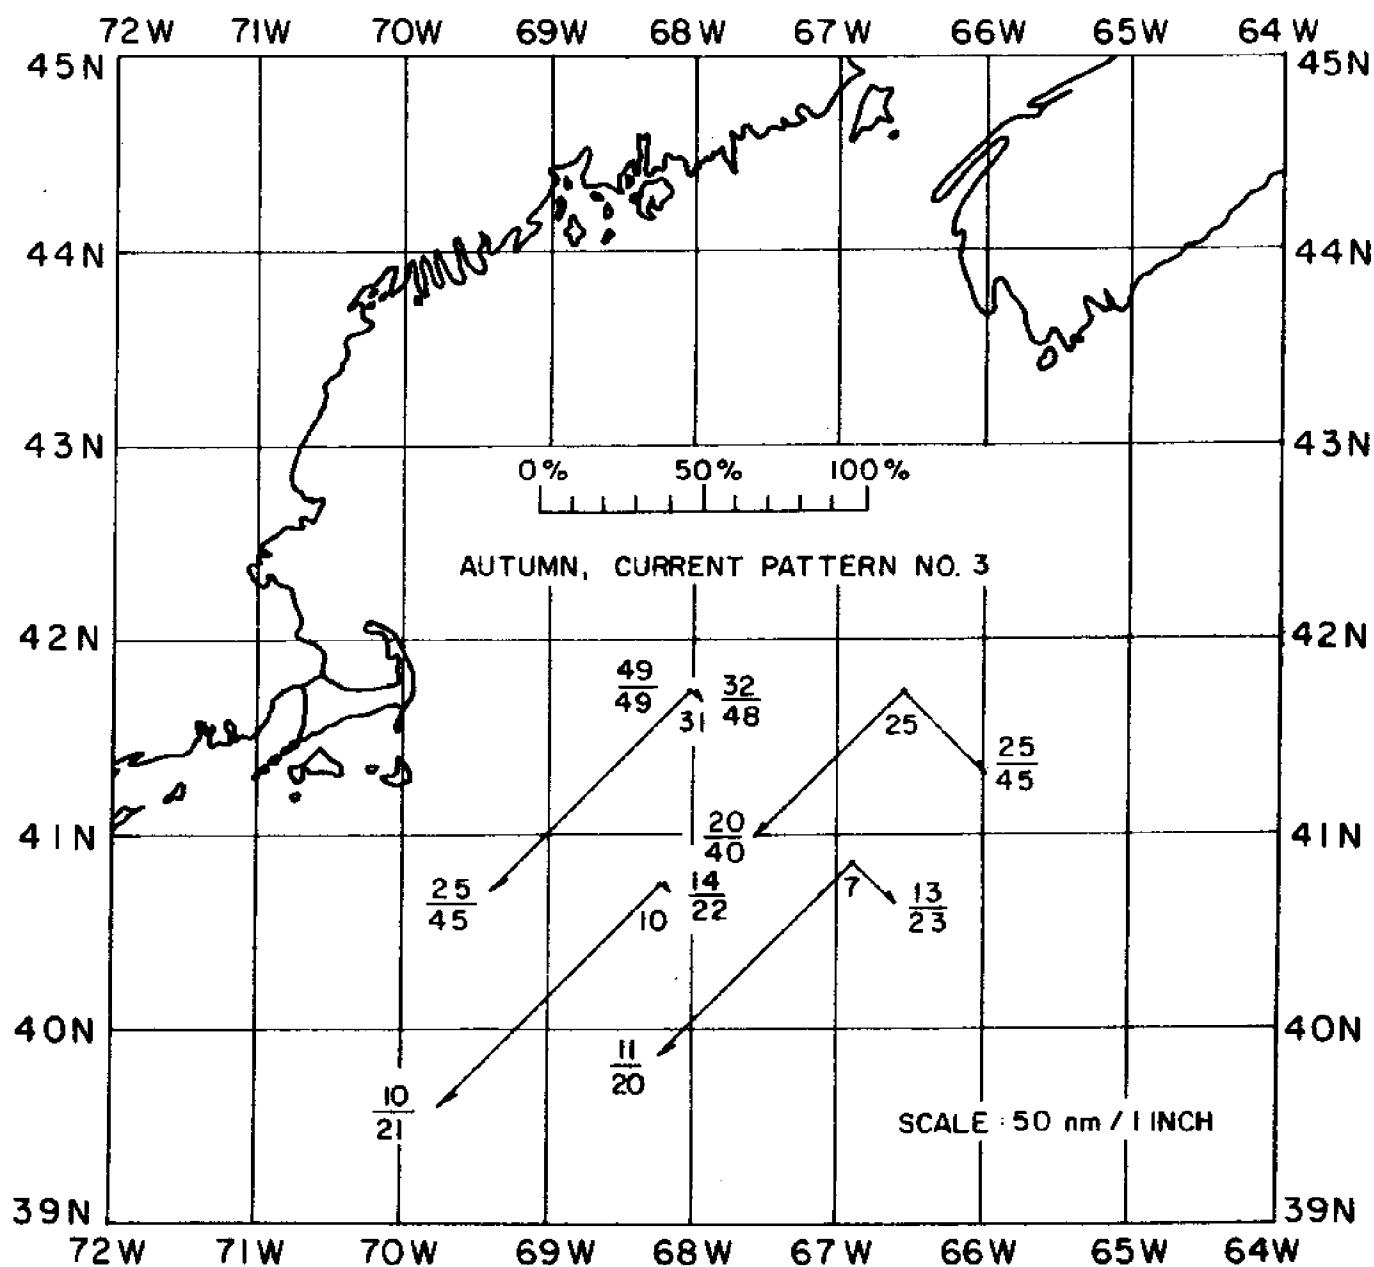 72W 71W 70W 69W 68W 67W 66W 65W 64W
45N 45N
44N 44N
43N 43N
0% 50% 100%
AUTUMN, CURRENT PATTERN NO. 3
42N 42N
49
49
32
48
31
25
25
45
41N 41N
20
40
25
45
14
22
10
7
13
23
40N 40N
11
20
10
21
SCALE : 50 nm / 1 INCH
39N 39N
72W 71W 70W 69W 68W 67W 66W 65W 64W